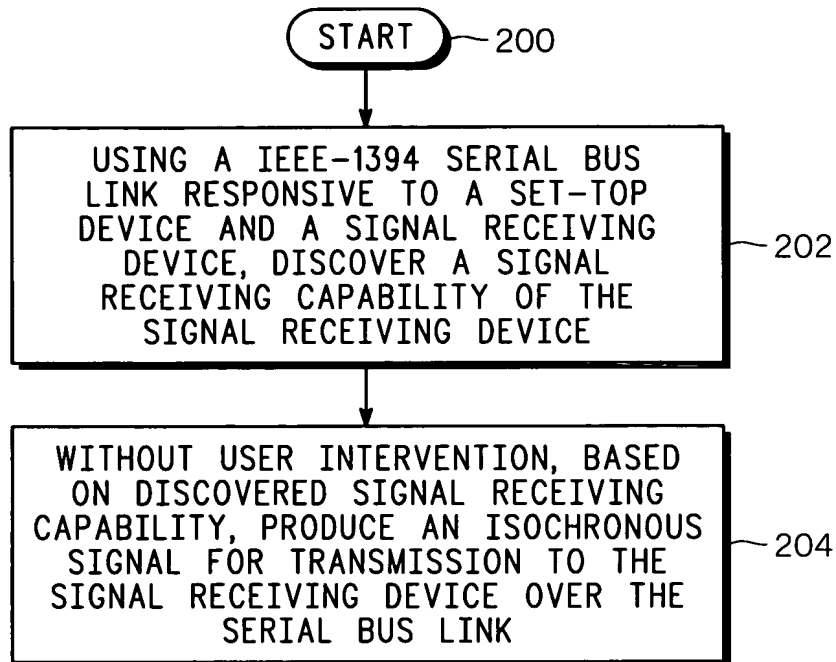 START
200
USING A IEEE-1394 SERIAL BUS
LINK RESPONSIVE TO A SET-TOP
DEVICE AND A SIGNAL RECEIVING
DEVICE, DISCOVER A SIGNAL
RECEIVING CAPABILITY OF THE
SIGNAL RECEIVING DEVICE
202
WITHOUT USER INTERVENTION, BASED
ON DISCOVERED SIGNAL RECEIVING
CAPABILITY, PRODUCE AN ISOCHRONOUS
SIGNAL FOR TRANSMISSION TO THE
SIGNAL RECEIVING DEVICE OVER THE
SERIAL BUS LINK
204